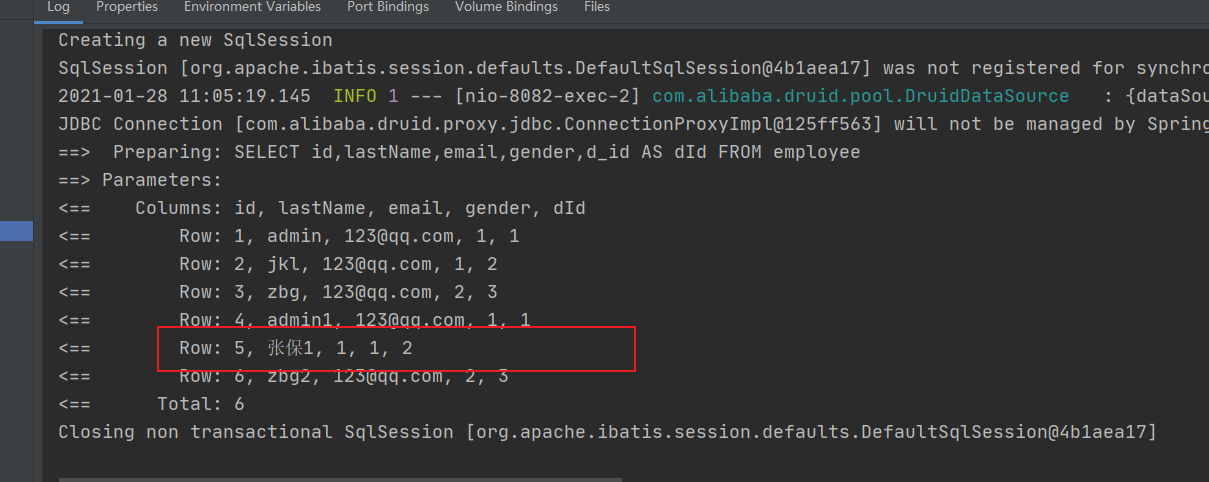 Log Properties Environment Variables Port Bindings Volume Bindings Files
Creating a new SqlSession
SqlSession [org.apache.ibatis.session.defaults.DefaultSqlSession@4b1aea17] was not registered for synchro
2021-01-28 11:05:19.145 INFO 1 --- [nio-8082-exec-2] com.alibaba.druid.pool.DruidDataSource : {dataSou
JDBC Connection [com.alibaba.druid.proxy.jdbc.ConnectionProxyImpl@125ff563] will not be managed by Spring
==> Preparing: SELECT id,lastName,email,gender,d_id AS dId FROM employee
==> Parameters:
<== Columns: id, lastName, email, gender, dId
<== Row: 1, admin, 123@qq.com, 1, 1
<== Row: 2, jkl, 123@qq.com, 1, 2
<== Row: 3, zbg, 123@qq.com, 2, 3
<== Row: 4, admin1, 123@qq.com, 1, 1
<== Row: 5, 张保1, 1, 1, 2
<== Row: 6, zbg2, 123@qq.com, 2, 3
<== Total: 6
Closing non transactional SqlSession [org.apache.ibatis.session.defaults.DefaultSqlSession@4b1aea17]